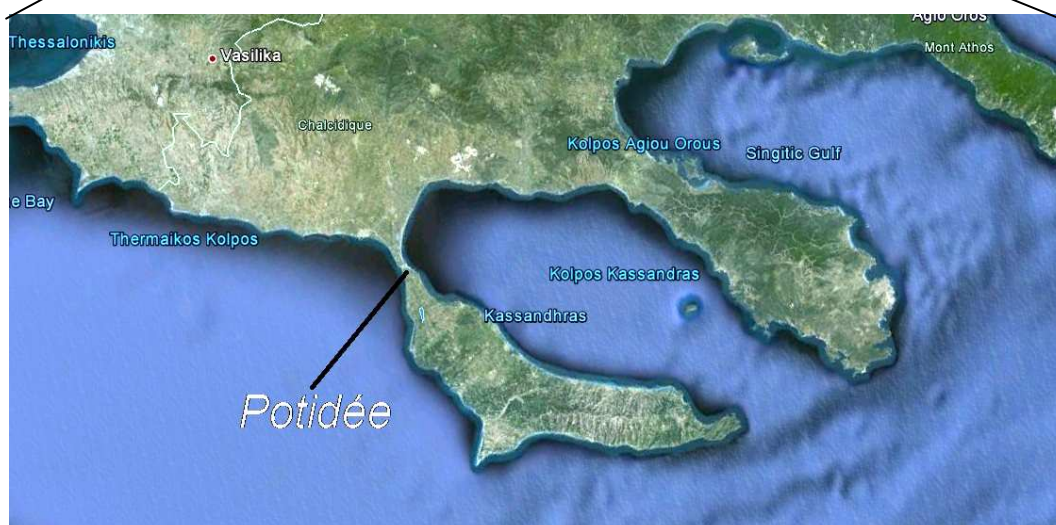 Agio Oros
Thessalonikis
Mont Athos
Vasilika
Chalcidique
Kolpos Agiou Orous
Singitic Gulf
e Bay
Thermaikos Kolpos
Kolpos Kassandras
Kassandhras
Potidée